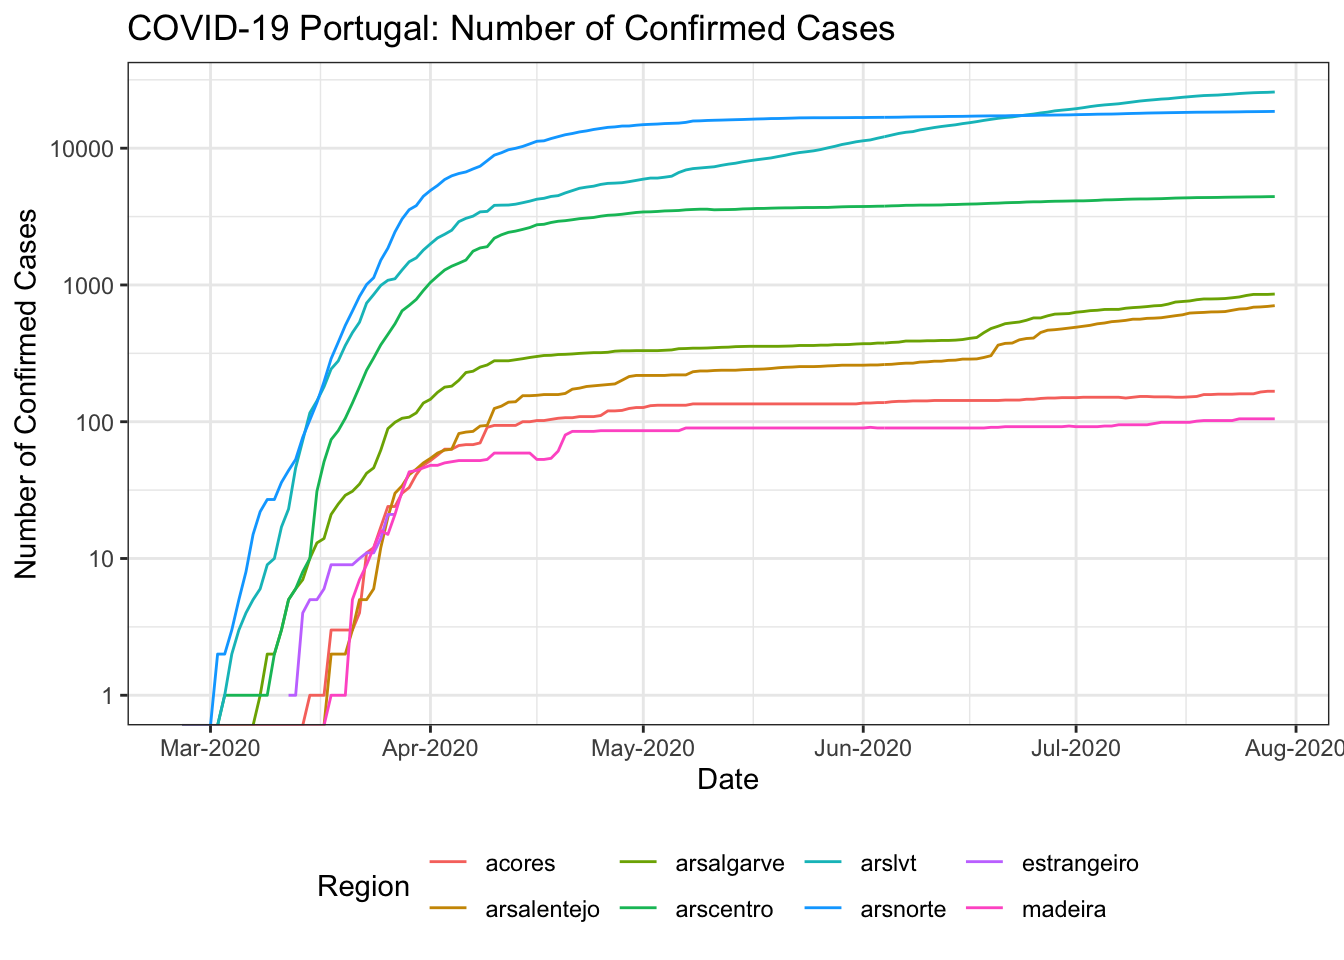 COVID-19 Portugal: Number of Confirmed Cases
Number of Confirmed Cases
10000
1000
100
10
1
Mar-2020 Apr-2020 May-2020 Jun-2020 Jul-2020 Aug-2020
Date
Region
acores arsalgarve arslvt estrangeiro
arsalentejo arscentro arsnorte madeira